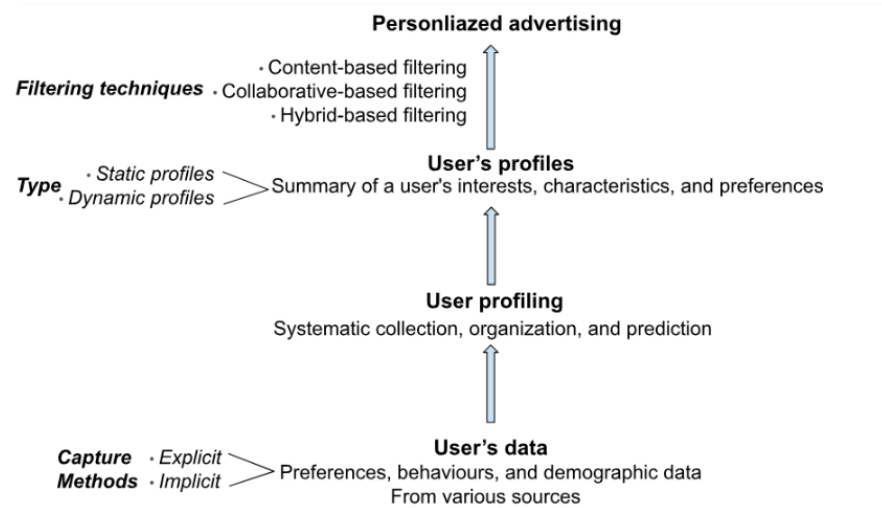 Personliazed advertising
· Content-based filtering
Filtering techniques · Collaborative-based filtering
· Hybrid-based filtering
User's profiles
· Static profiles
Type
Summary of a user's interests, characteristics, and preferences
· Dynamic profiles
User profiling
Systematic collection, organization, and prediction
User's data
Capture · Explicit
Preferences, behaviours, and demographic data
Methods · Implicit
From various sources